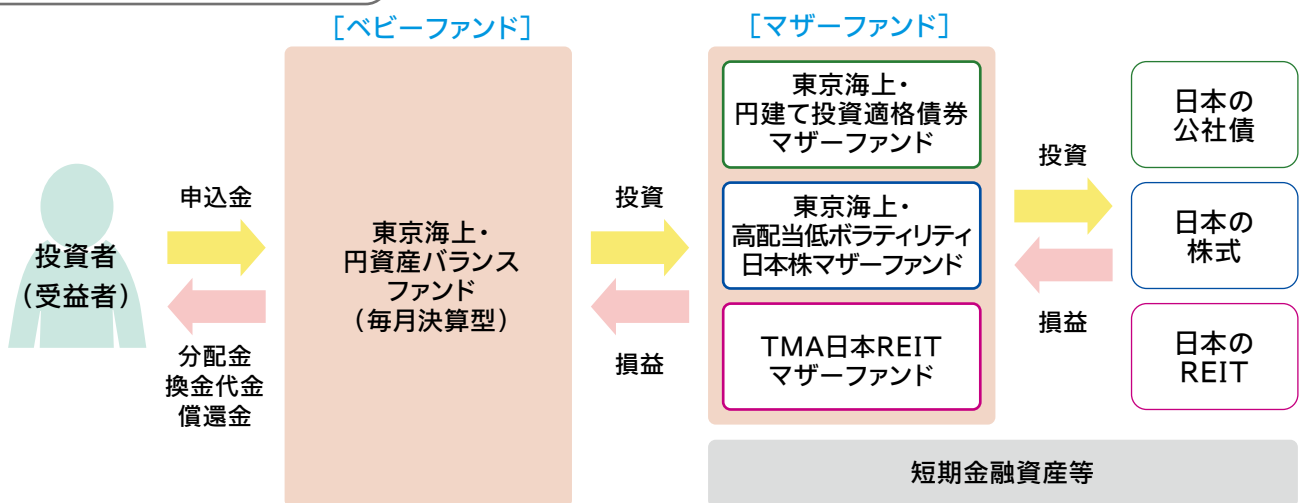 [ベビーファンド]
[マザーファンド]
投資者
(受益者)
申込金
分配金
換金代金
償還金
東京海上・
円資産バランス
ファンド
(毎月決算型)
投資
損益
東京海上・
円建て投資適格債券
マザーファンド
東京海上・
高配当低ボラティリティ
日本株マザーファンド
TMA日本REIT
マザーファンド
投資
損益
日本の
公社債
日本の
株式
日本の
REIT
短期金融資産等